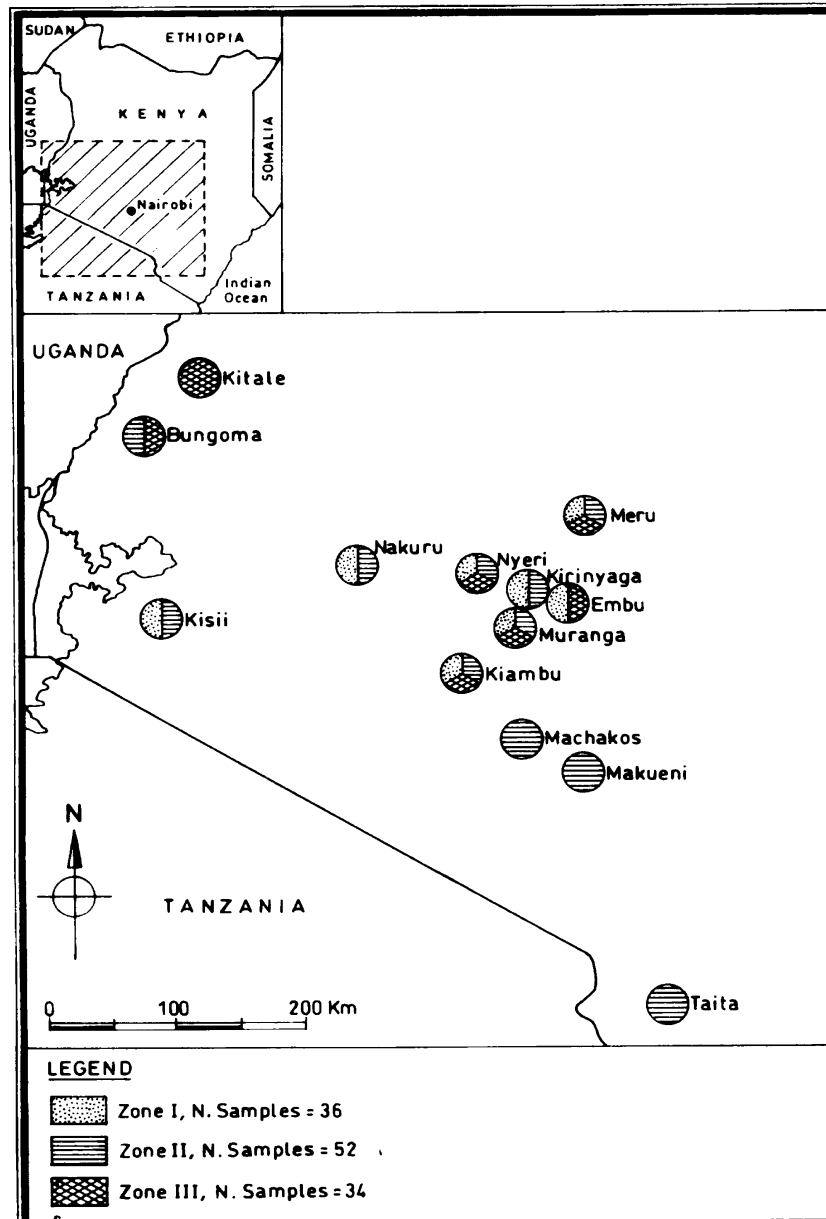 SUDAN
ETHIOPIA
UGANDA
KENYA
SOMALIA
Nairobi
TANZANIA
Indian
Ocean
UGANDA
Kitale
Bungoma
Meru
Nakuru
Nyeri
Kirinyaga
Embu
Kisii
Muranga
Kiambu
Machakos
Makueni
N
TANZANIA
Taita
0 100 200 Km
LEGEND
Zone I, N. Samples = 36
Zone II, N. Samples = 52
Zone III, N. Samples = 34